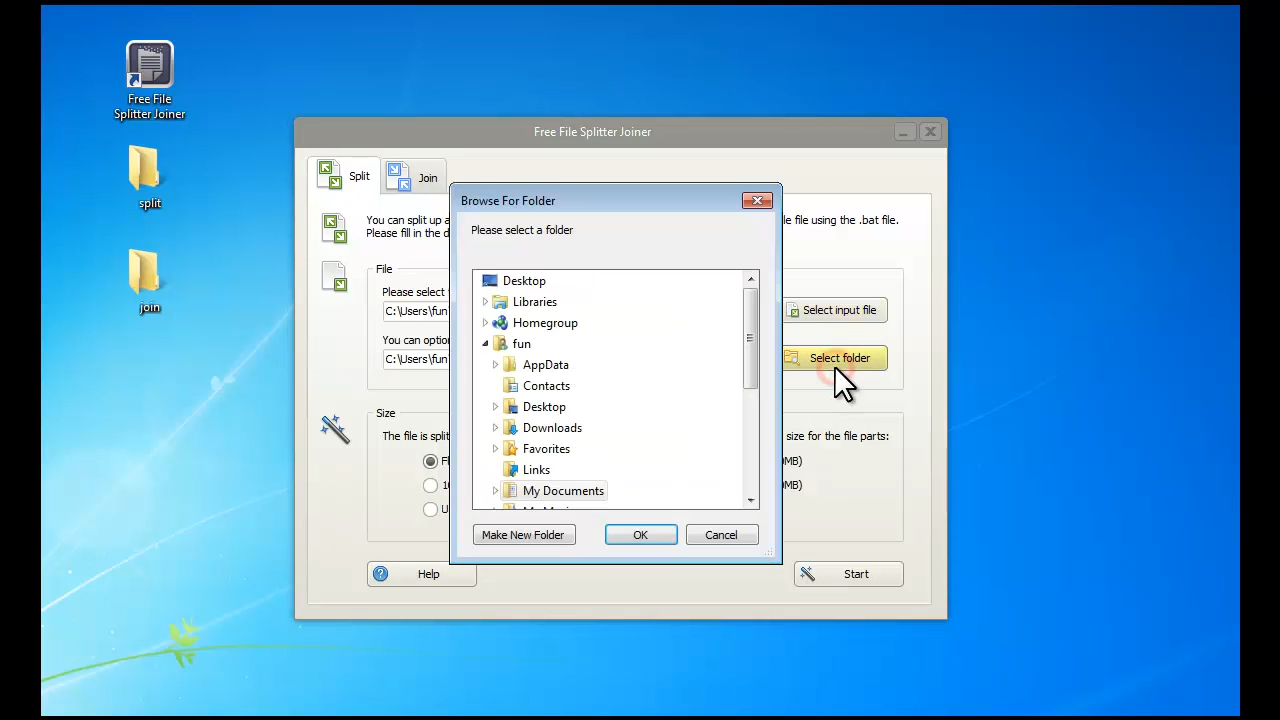 Free File
Splitter Joiner
split
join
Free File Splitter Joiner
Split
Join
You can split up a
file using the .bat file.
Please fill in the d
File
Please select
C:\Users\fun
Select input file
You can option
C:\Users\fun
Select folder
Size
The file is split
size for the file parts:
MB)
MB)
Help
Start
Browse For Folder
Please select a folder
Desktop
Libraries
Homegroup
fun
AppData
Contacts
Desktop
Downloads
Favorites
Links
My Documents
Make New Folder
OK
Cancel